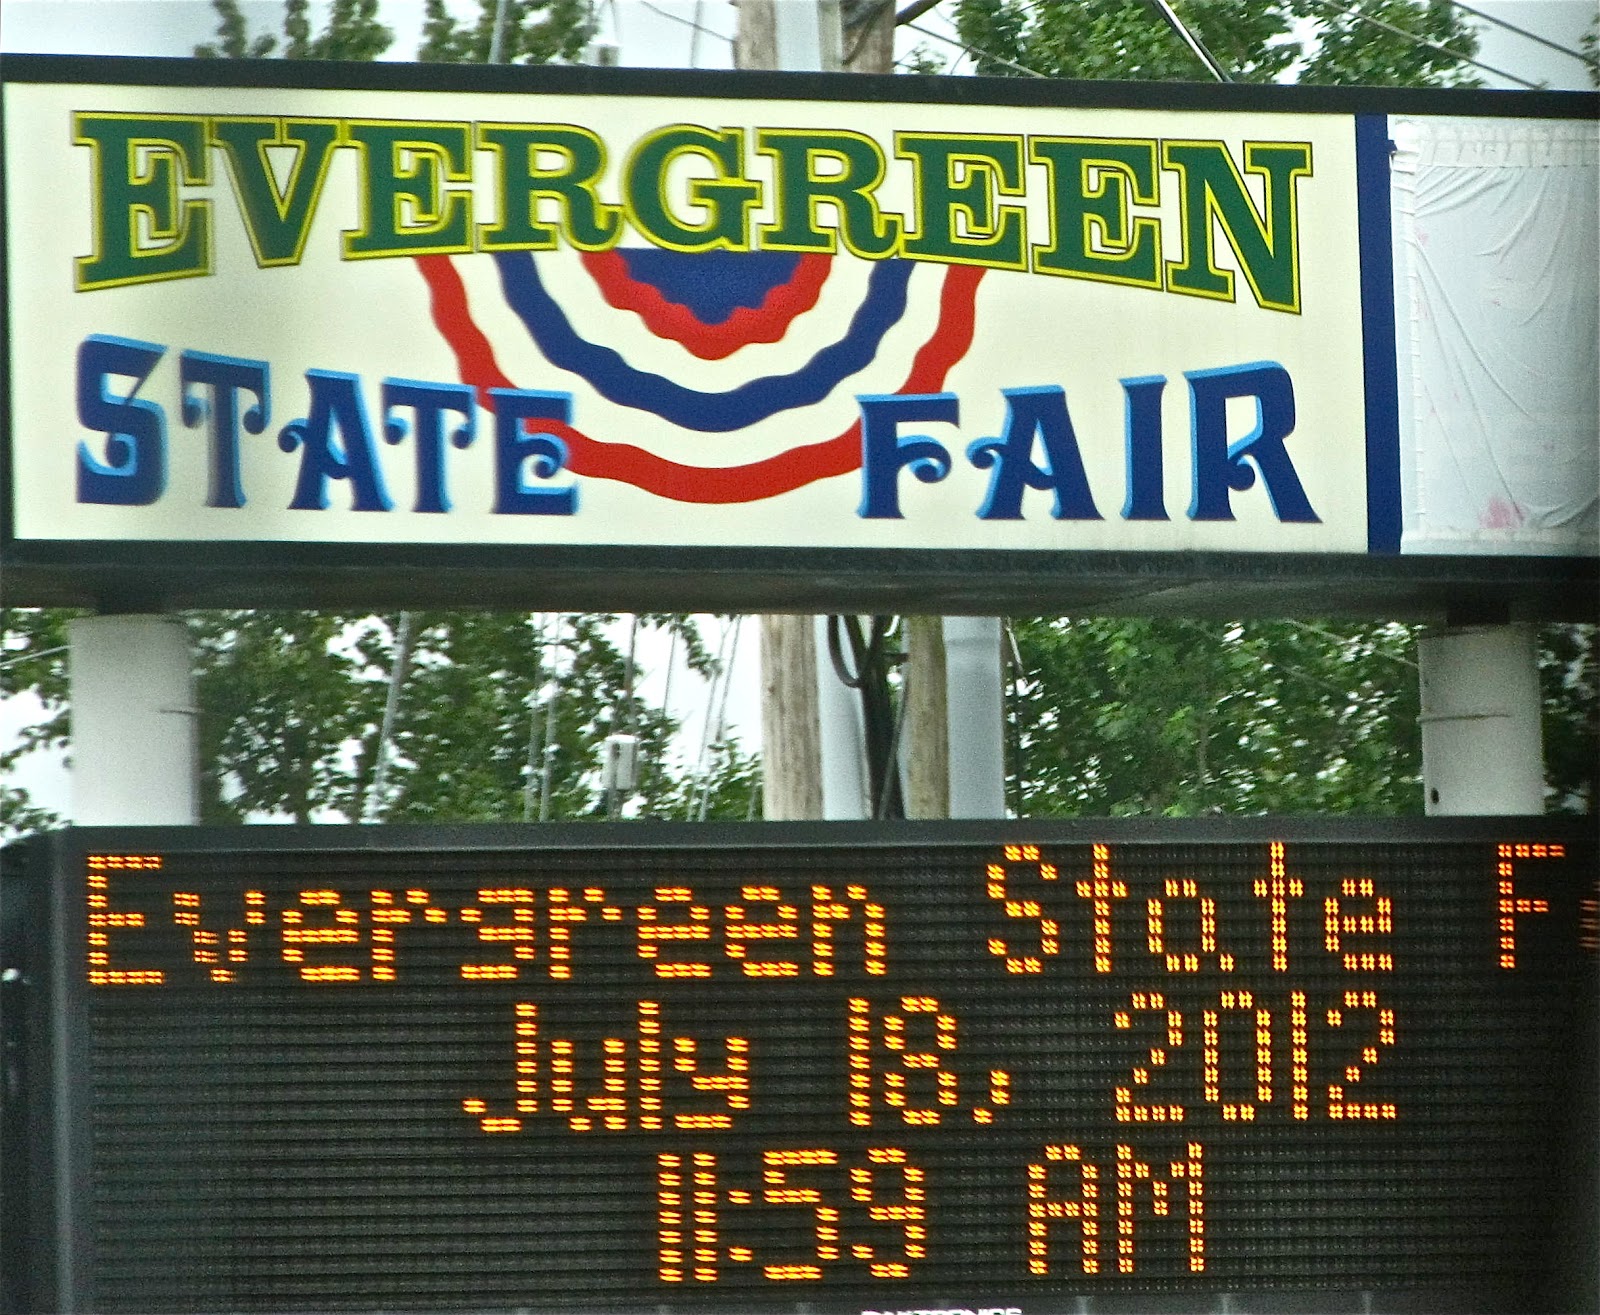 EVERGREEN
STATE FAIR
Evergreen State F
July 18, 2012
11:59 AM